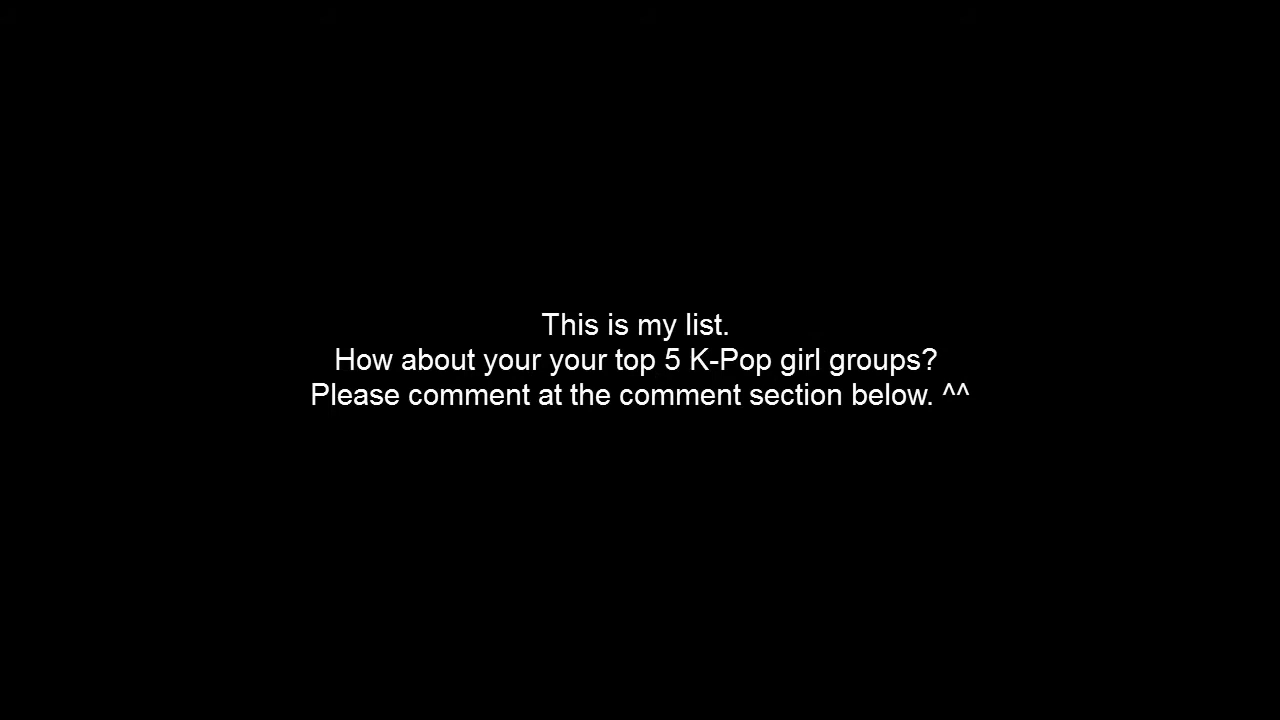 This is my list.
How about your your top 5 K-Pop girl groups?
Please comment at the comment section below. ^^